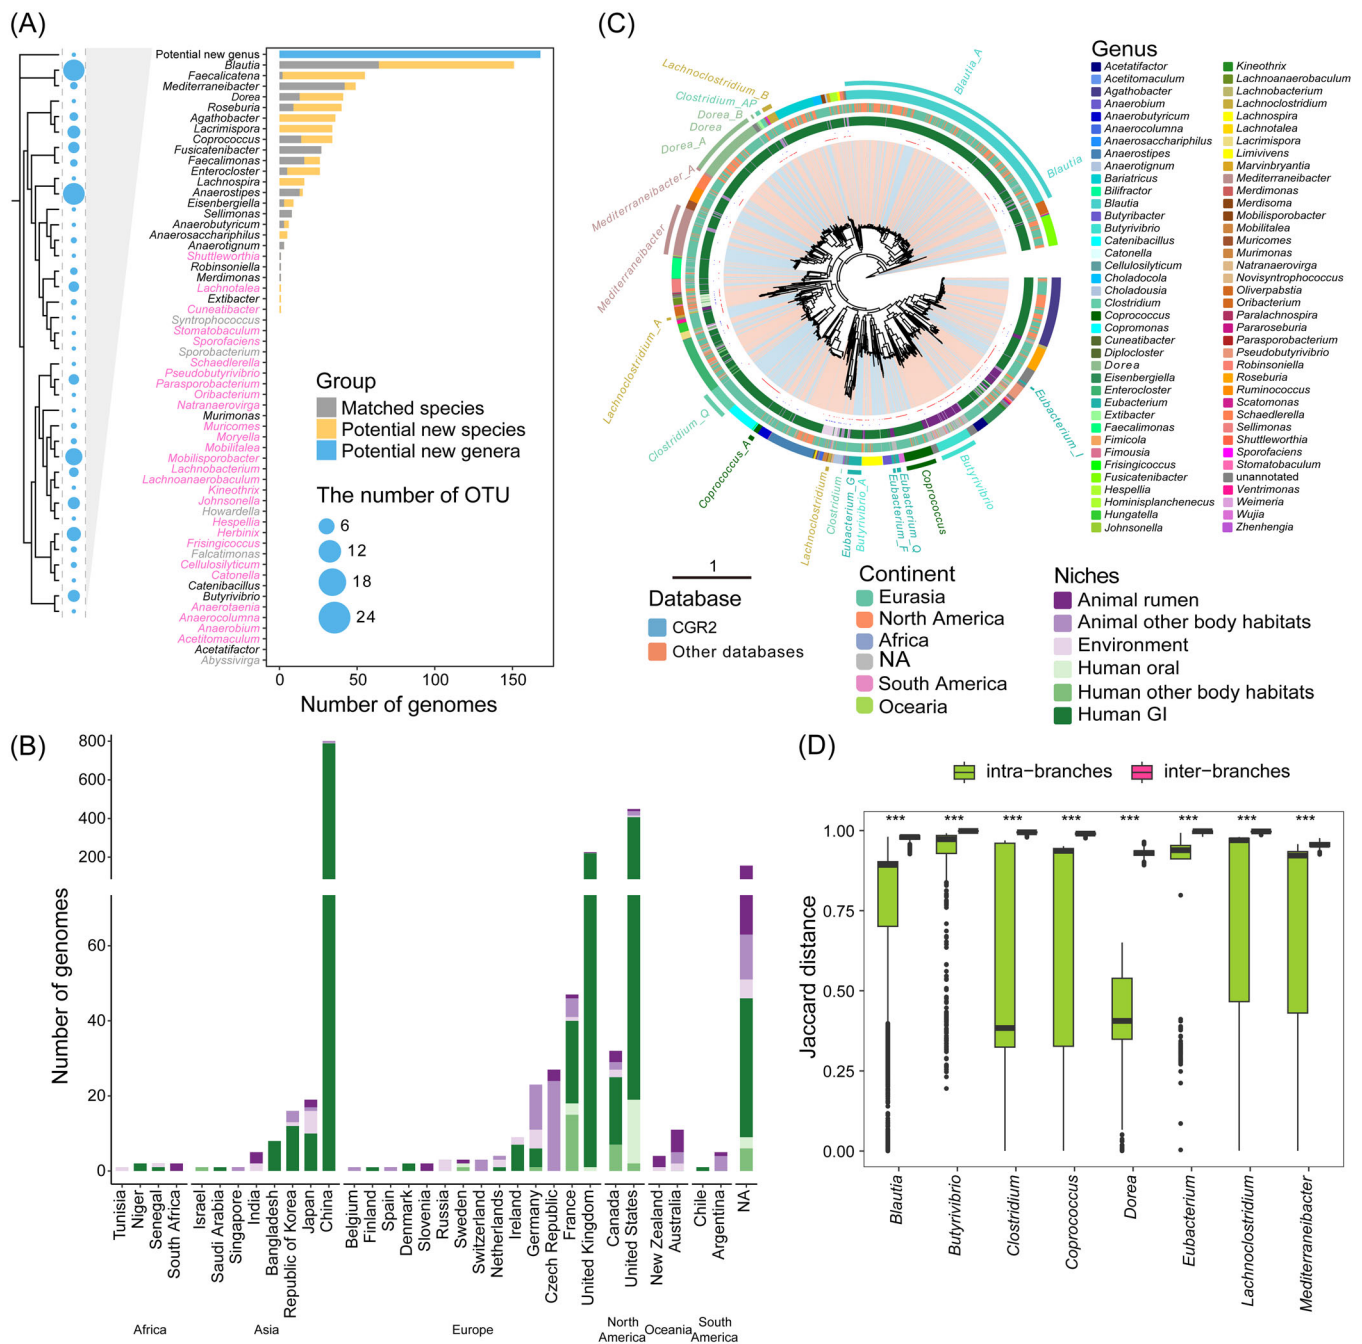 (A)
Potential new genus
Blautia
Faecalicatena
Mediterraneibacter
Dorea
Roseburia
Agathobacter
Lacrimispora
Coprococcus
Fusicatenibacter
Faecalimonas
Enterocloster
Lachnospira
Anaerostipes
Eisenbergiella
Sellimonas
Anaerobutyricum
Anaerosacchariphilus
Anaerotignum
Shuttleworthia
Robinsoniella
Merdimonas
Lachnotalea
Extibacter
Cuneatibacter
Syntrophococcus
Stomatobaculum
Sporofaciens
Sporobacterium
Schaedlerella
Pseudobutyrivibrio
Parasporobacterium
Oribacterium
Natranaerovirga
Murimonas
Muricomes
Moryella
Mobilitalea
Mobilisporobacter
Lachnobacterium
Lachnoanaerobaculum
Kineothrix
Johnsonella
Howardella
Hespellia
Herbinix
Frisingicoccus
Falcatimonas
Cellulosilyticum
Catonella
Catenibacillus
Butyrivibrio
Anaerotaenia
Anaerocolumna
Anaerobium
Acetitomaculum
Acetatifactor
Abyssivirga
Group
Matched species
Potential new species
Potential new genera
The number of OTU
6
12
18
24
0 50 100 150
Number of genomes
(C)
Lachnoclostridium_B
Clostridium_AP
Dorea_B
Dorea
Dorea_A
Mediterraneibacter_A
Mediterraneibacter
Lachnoclostridium_A
Clostridium_Q
Coprococcus_A
Lachnoclostridium
Clostridium
Eubacterium_G
Butyrivibrio_A
Eubacterium_F
Eubacterium_Q
Coprococcus
Butyrivibrio
Eubacterium_I
Blautia
Blautia_A
Genus
Acetatifactor
Acetitomaculum
Agathobacter
Anaerobium
Anaerobutyricum
Anaerocolumna
Anaerosacchariphilus
Anaerostipes
Anaerotignum
Bariatricus
Bilifractor
Blautia
Butyribacter
Butyrivibrio
Catenibacillus
Catonella
Cellulosilyticum
Choladocola
Choladousia
Clostridium
Coprococcus
Copromonas
Cuneatibacter
Diplocloster
Dorea
Eisenbergiella
Enterocloster
Eubacterium
Extibacter
Faecalimonas
Fimicola
Fimousia
Frisingicoccus
Fusicatenibacter
Hespellia
Hominisplanchenecus
Hungatella
Johnsonella
Kineothrix
Lachnoanaerobaculum
Lachnobacterium
Lachnoclostridium
Lachnospira
Lachnotalea
Lacrimispora
Limivivens
Marvinbryantia
Mediterraneibacter
Merdimonas
Merdisoma
Mobilisporobacter
Mobilitalea
Muricomes
Murimonas
Natranaerovirga
Novisyntrophococcus
Oliverpabstia
Oribacterium
Paralachnospira
Pararoseburia
Parasporobacterium
Pseudobutyrivibrio
Robinsoniella
Roseburia
Ruminococcus
Scatomonas
Schaedlerella
Sellimonas
Shuttleworthia
Sporofaciens
Stomatobaculum
unannotated
Ventrimonas
Weimeria
Wujia
Zhenhengia
1
Database
CGR2
Other databases
Continent
Eurasia
North America
Africa
NA
South America
Ocearia
Niches
Animal rumen
Animal other body habitats
Environment
Human oral
Human other body habitats
Human GI
(B)
Number of genomes
800
600
400
200
60
40
20
0
Tunisia
Niger
Senegal
South Africa
Israel
Saudi Arabia
Singapore
India
Bangladesh
Republic of Korea
Japan
China
Belgium
Finland
Spain
Denmark
Slovenia
Russia
Sweden
Switzerland
Netherlands
Ireland
Germany
Czech Republic
France
United Kingdom
Canada
United States
New Zealand
Australia
Chile
Argentina
NA
Africa
Asia
Europe
North
America
Oceania
South
America
(D)
intra−branches
inter−branches
Jaccard distance
1.00
0.75
0.50
0.25
0.00
*** *** *** *** *** *** *** ***
Blautia
Butyrivibrio
Clostridium
Coprococcus
Dorea
Eubacterium
Lachnoclostridium
Mediterraneibacter